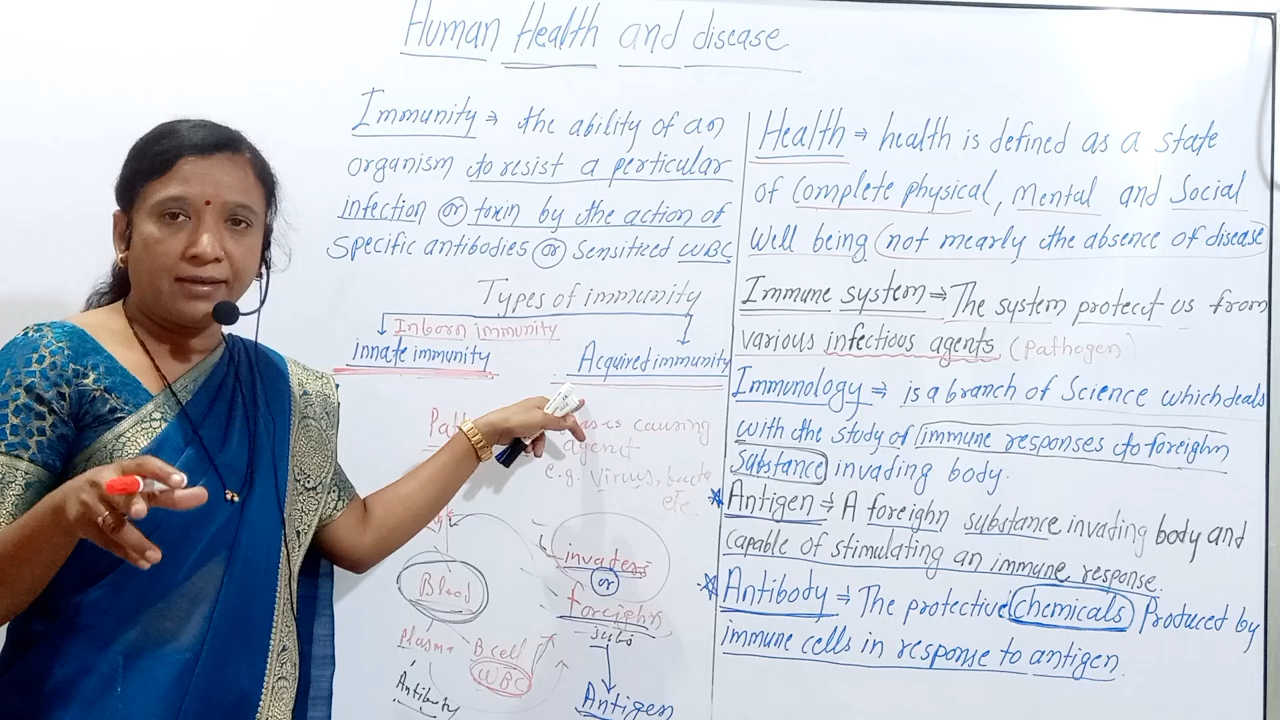 Human Health and disease
Immunity ⇒ the ability of an
organism to resist a perticular
infection or toxin by the action of
specific antibodies or Sensitized WBC
Types of immunity
Inborn immunity
innate immunity
Acquired immunity
causing
agent
e.g. Virus, bacte
etc.
invaders
or
foreighn
Blood
Plasma
B cell
WBC
Antibody
Antigen
Health ⇒ health is defined as a state
of complete physical, Mental and Social
Well being (not mearly the absence of disease)
Immune system ⇒ The system protect us from
various infectious agents (Pathogen)
Immunology ⇒ is a branch of Science which deals
with the study of immune responses to foreighn
Substance invading body.
Antigen ⇒ A foreighn substance invading body and
capable of stimulating an immune response.
Antibody ⇒ The protective chemicals Produced by
immune cells in response to antigen.